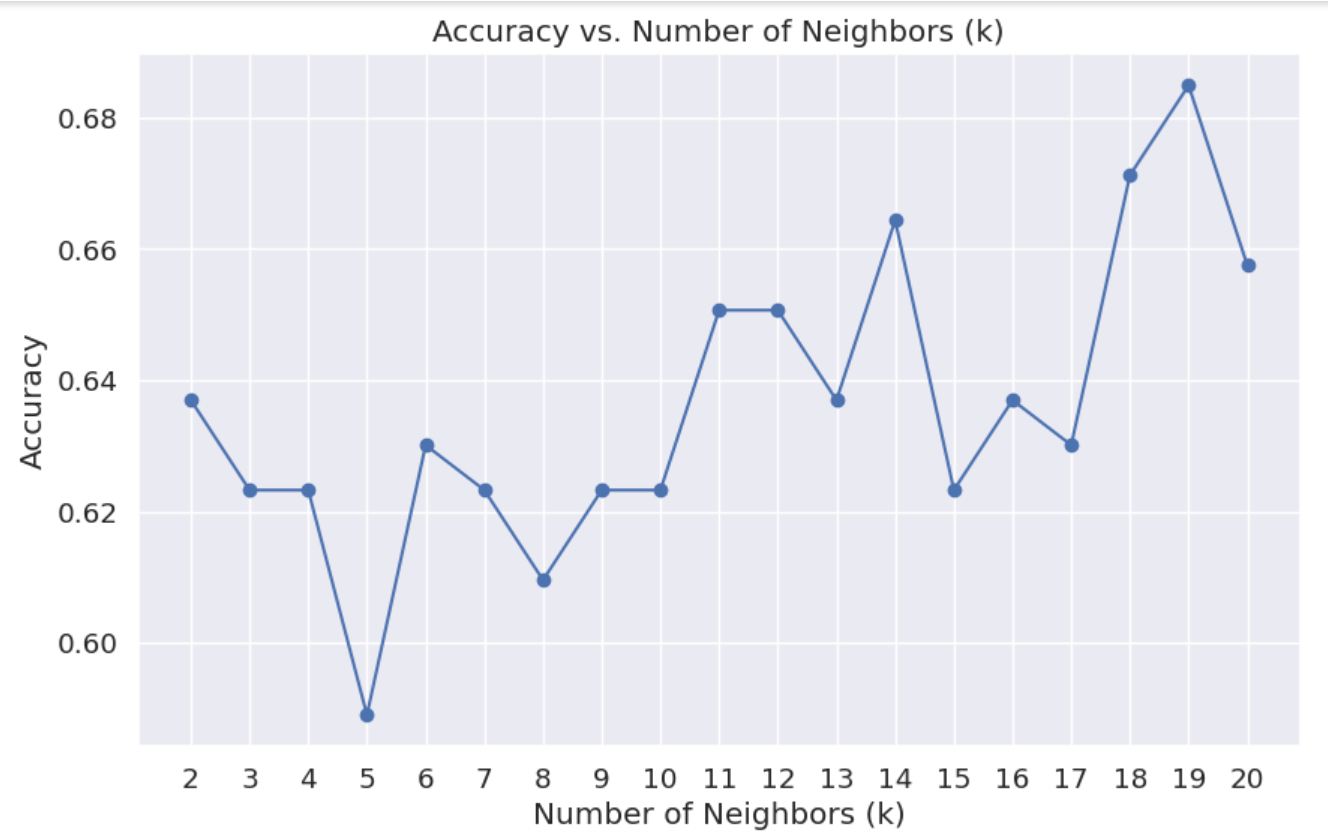 Accuracy vs. Number of Neighbors (k)
0.68
0.66
0.64
0.62
0.60
Accuracy
2 3 4 5 6 7 8 9 10 11 12 13 14 15 16 17 18 19 20
Number of Neighbors (k)